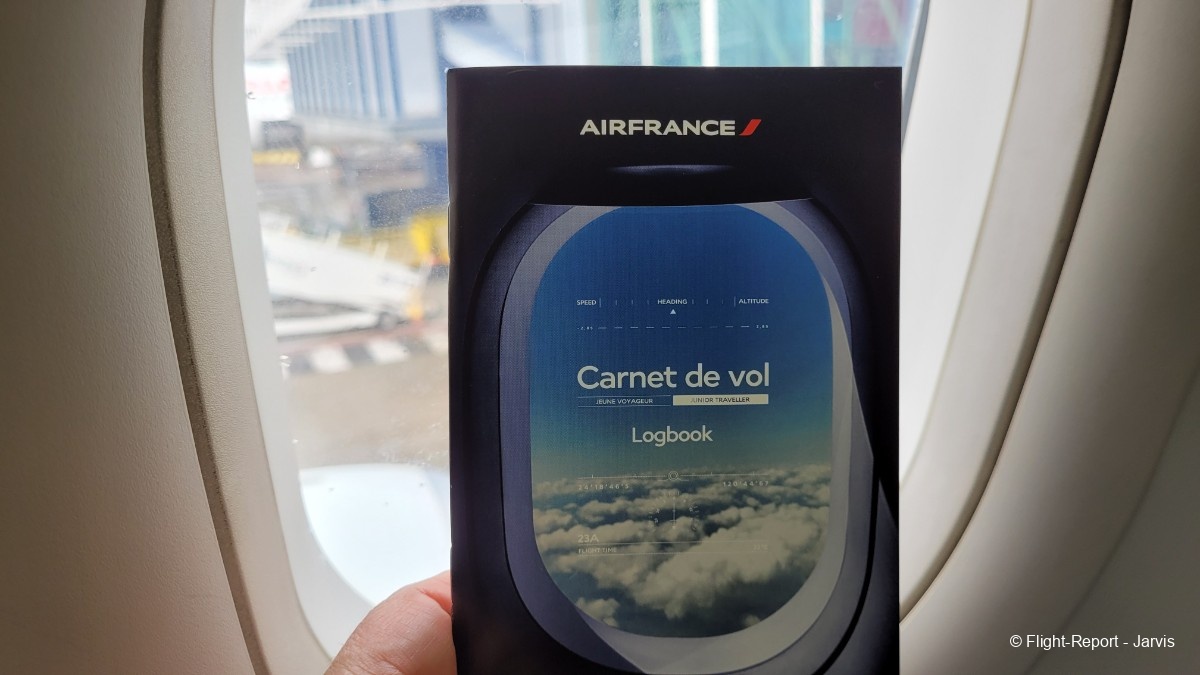 AIRFRANCE
SPEED HEADING ALTITUDE
Carnet de vol
JEUNE VOYAGEUR JUNIOR TRAVELLER
Logbook
23A
FLIGHT TIME
© Flight-Report - Jarvis